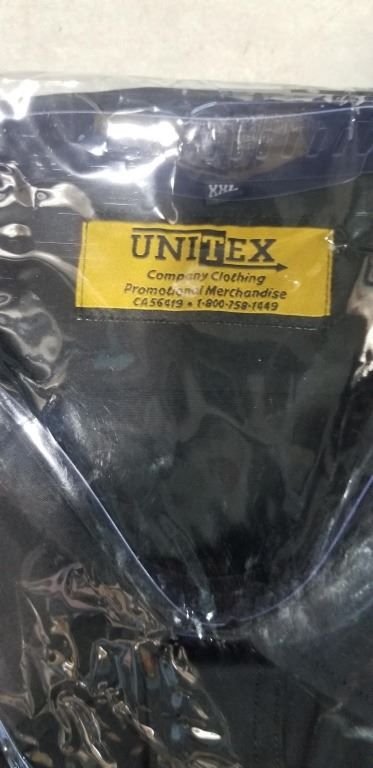 XXL
UNITEX
Company Clothing
Promotional Merchandise
CA56419 • 1-800-758-1449